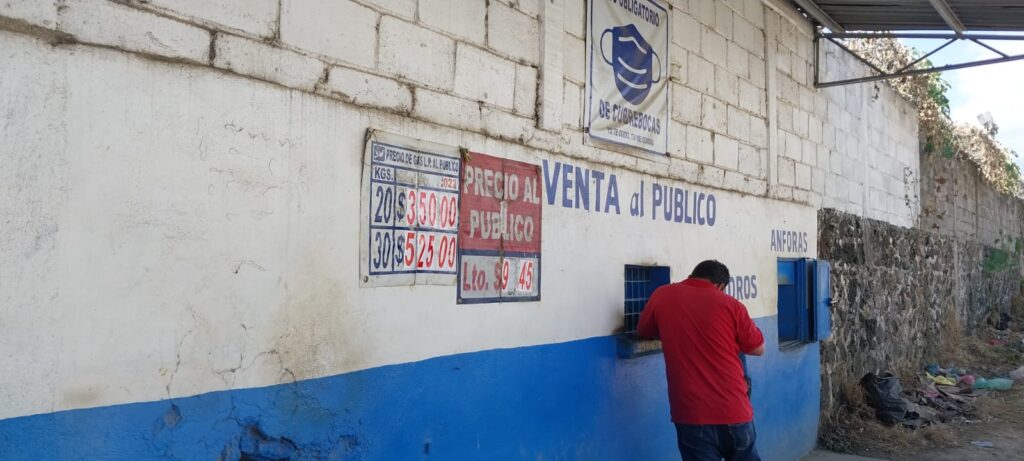 OBLIGATORIO
DE CUBREBOCAS
PRECIO DE GAS L.P. AL PUBLICO
KGS.
20 $350.00
30 $525.00
PRECIO AL
PUBLICO
Lto. $9 45
VENTA al PUBLICO
ANFORAS